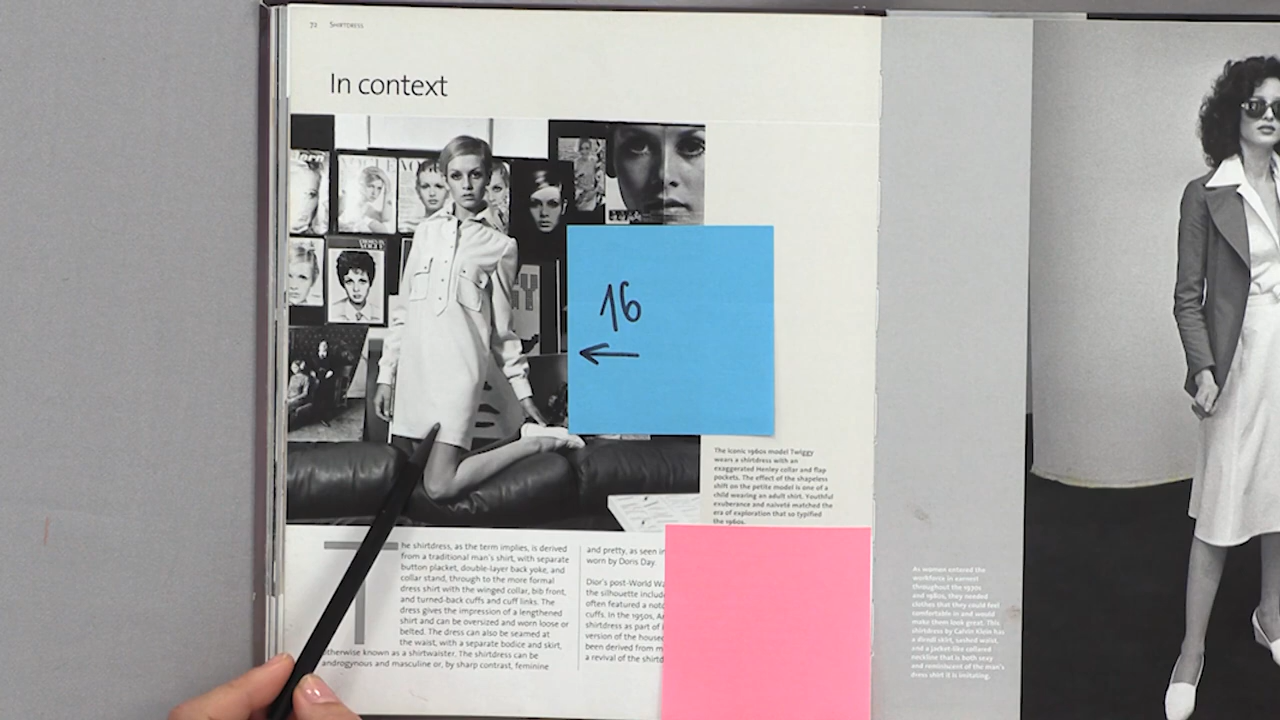 72 SHIRTDRESS
In context
VOGUE
16
←
The iconic 1960s model Twiggy
wears a shirtdress with an
exaggerated Henley collar and flap
pockets. The effect of the shapeless
shift on the petite model is one of a
child wearing an adult shirt. Youthful
exuberance and naiveté matched the
era of exploration that so typified
the 1960s.
The shirtdress, as the term implies, is derived
from a traditional man's shirt, with separate
button placket, double-layer back yoke, and
collar stand, through to the more formal
dress shirt with the winged collar, bib front,
and turned-back cuffs and cuff links. The
dress gives the impression of a lengthened
shirt and can be oversized and worn loose or
belted. The dress can also be seamed at
the waist, with a separate bodice and skirt,
otherwise known as a shirtwaister. The shirtdress can be
androgynous and masculine or, by sharp contrast, feminine
and pretty, as seen in
worn by Doris Day.
Dior's post-World Wa
the silhouette include
often featured a notc
cuffs. In the 1950s, A
shirtdress as part of
version of the house
been derived from m
a revival of the shirtd
As women entered the
workforce in earnest
throughout the 1970s
and 1980s, they needed
clothes that they could feel
comfortable in and would
make them look great. This
shirtdress by Calvin Klein has
a dirndl skirt, sashed waist,
and a jacket-like collared
neckline that is both sexy
and reminiscent of the man's
dress shirt it is imitating.